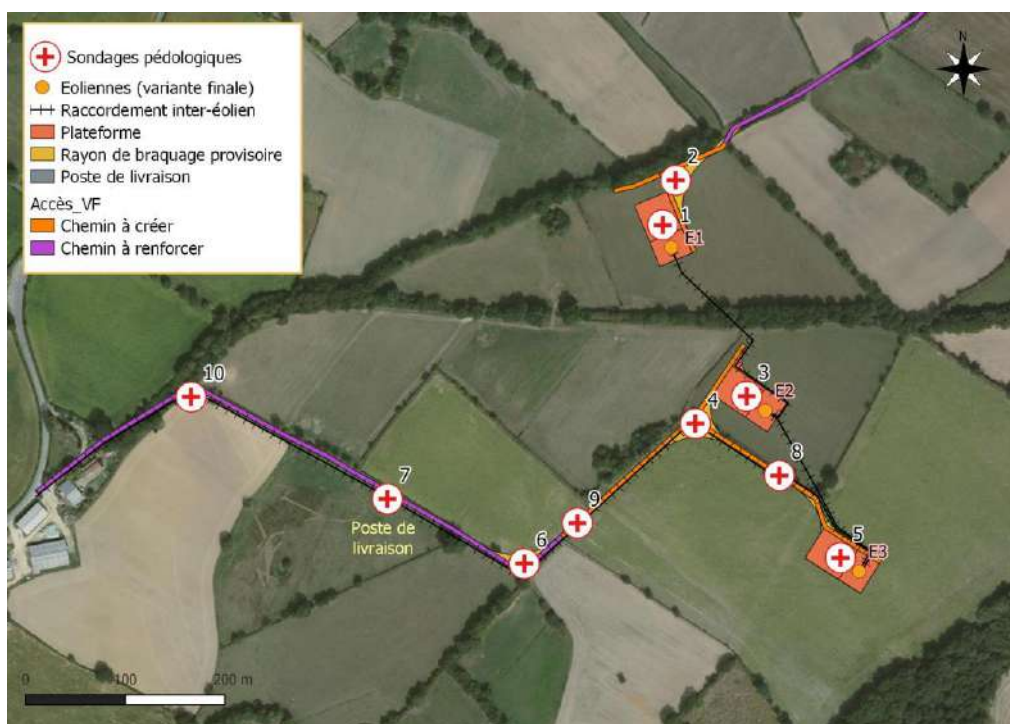 Sondages pédologiques
Eoliennes (variante finale)
Raccordement inter-éolien
Plateforme
Rayon de braquage provisoire
Poste de livraison
Accès_VF
Chemin à créer
Chemin à renforcer
N
2
1
E1
3
E2
10
4
8
7
9
Poste de
livraison
6
5
E3
0
100
200 m